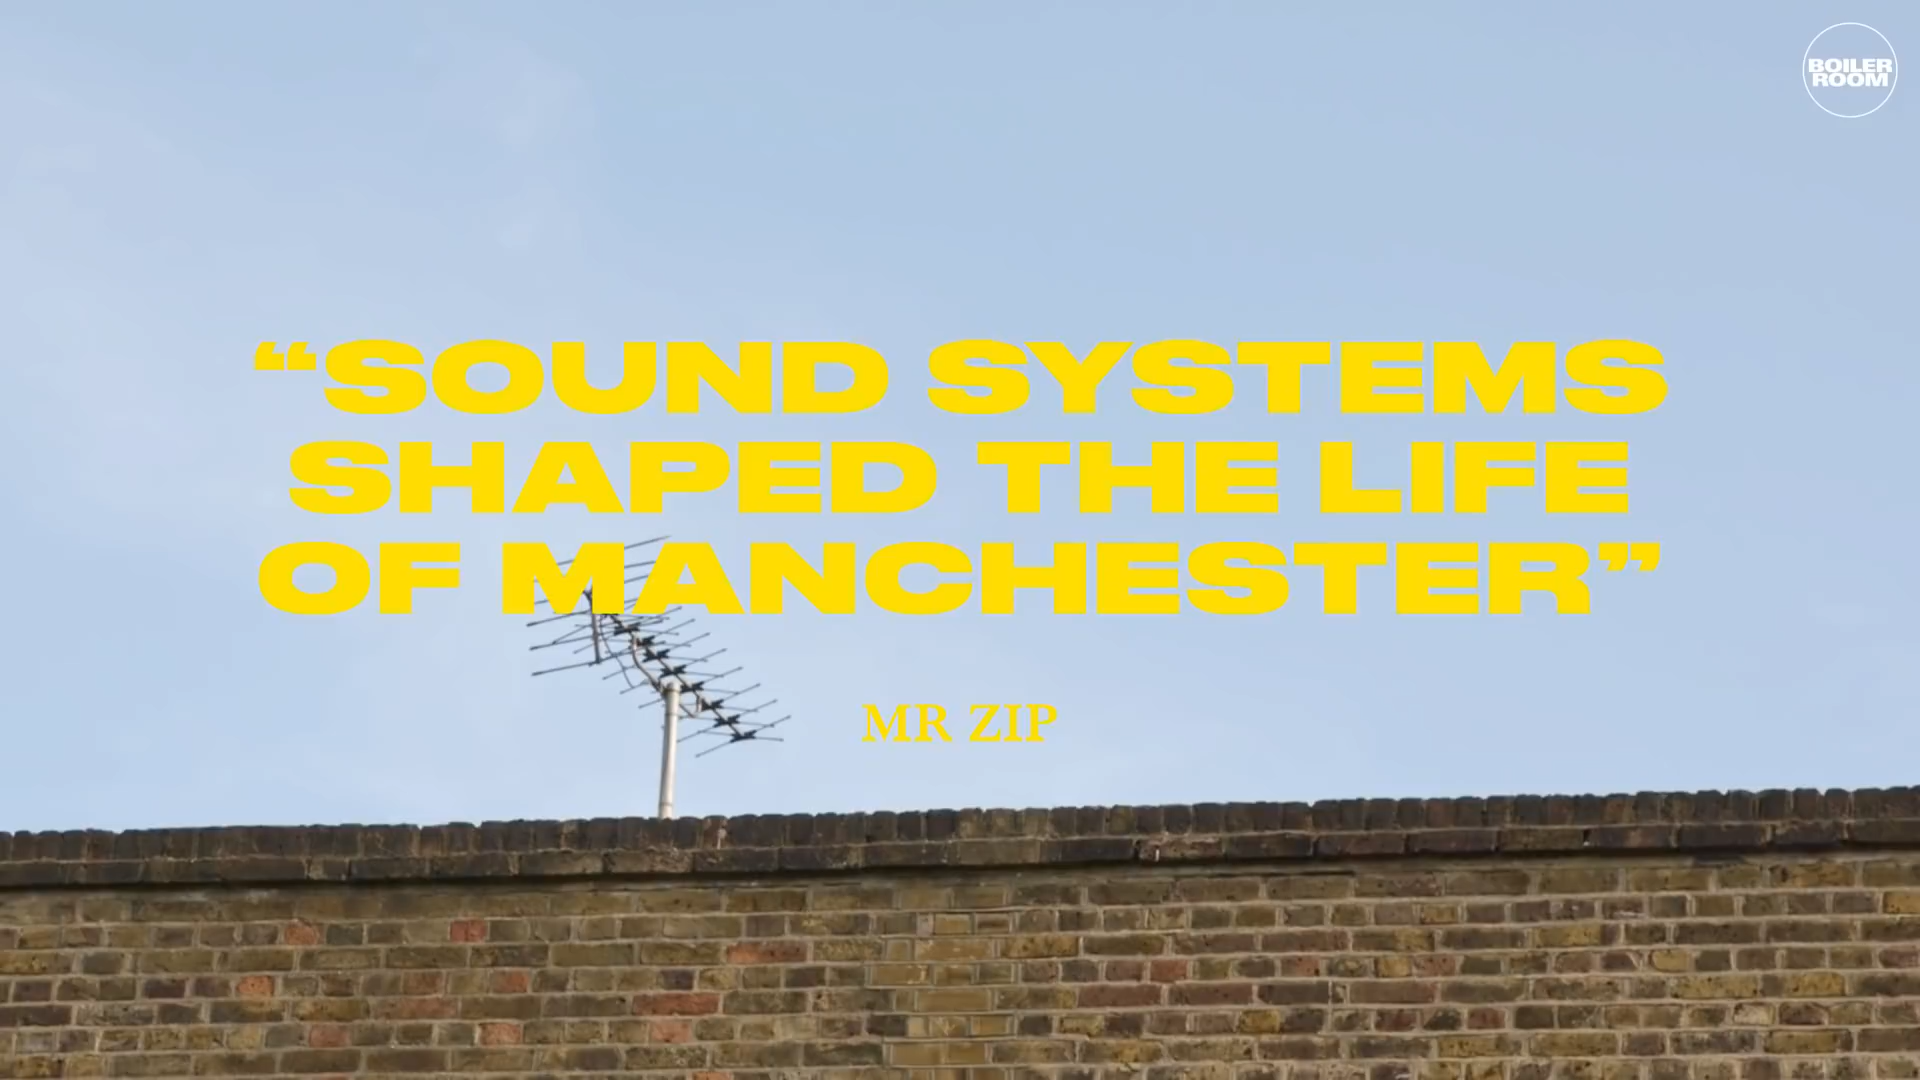 BOILER
ROOM
“SOUND SYSTEMS
SHAPED THE LIFE
OF MANCHESTER”
MR ZIP